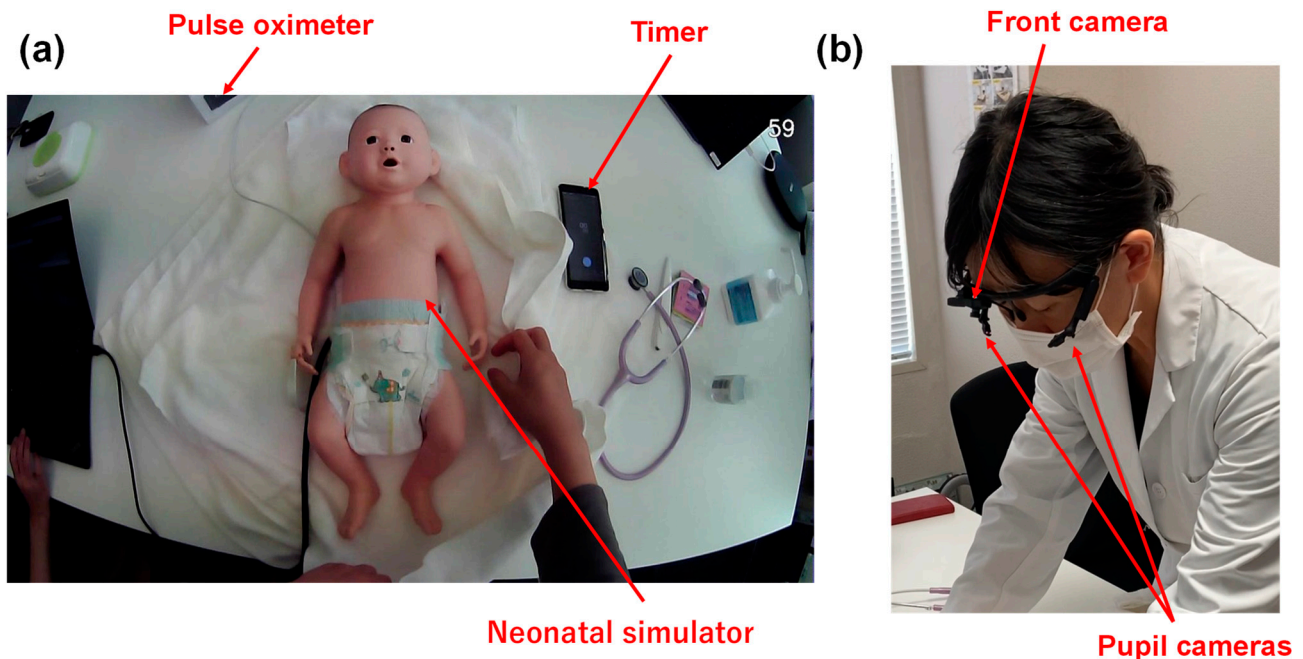 Pulse oximeter
Timer
Front camera
(a)
(b)
59
Neonatal simulator
Pupil cameras